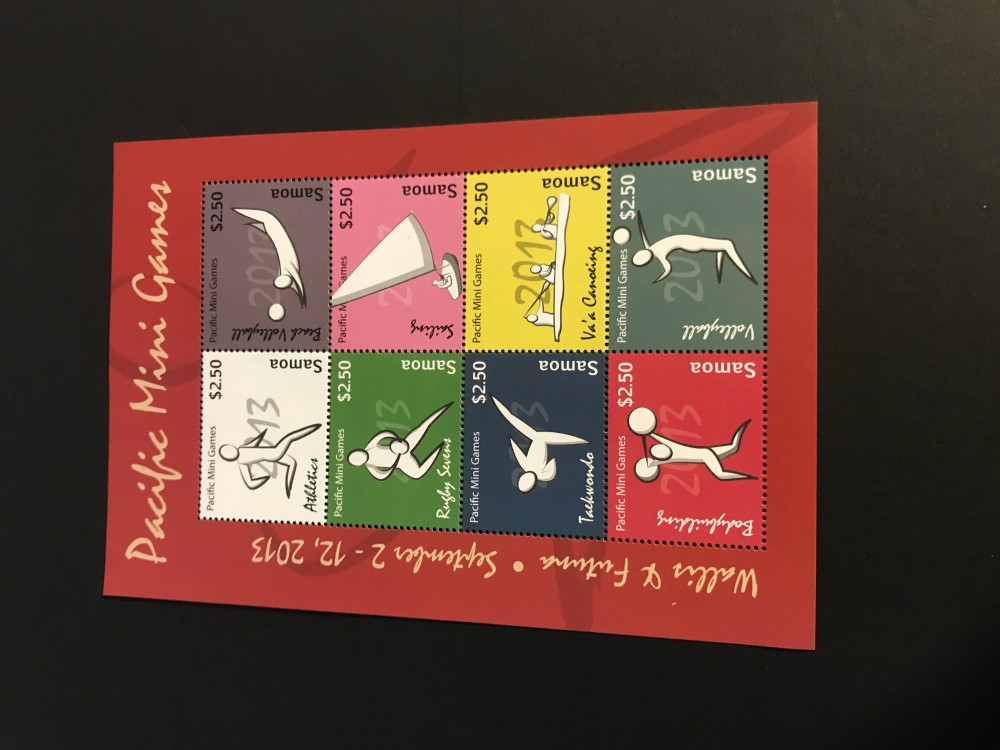 Pacific Mini Games
Pacific Mini Games
$2.50
2013
Athletics
Samoa
Pacific Mini Games
$2.50
2013
Beach Volleyball
Samoa
Pacific Mini Games
$2.50
2013
Rugby Sevens
Samoa
Pacific Mini Games
$2.50
2013
Sailing
Samoa
Pacific Mini Games
$2.50
2013
Taekwondo
Samoa
Pacific Mini Games
$2.50
2013
Va'a Canoeing
Samoa
Pacific Mini Games
$2.50
2013
Bodybuilding
Samoa
Pacific Mini Games
$2.50
2013
Volleyball
Samoa
Wallis & Futuna • September 2 - 12, 2013